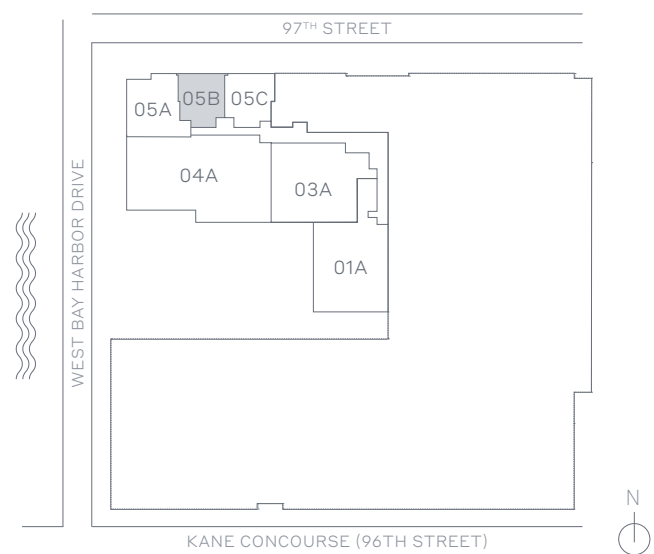 97TH STREET
05A
05B
05C
04A
03A
01A
WEST BAY HARBOR DRIVE
KANE CONCOURSE (96TH STREET)
N